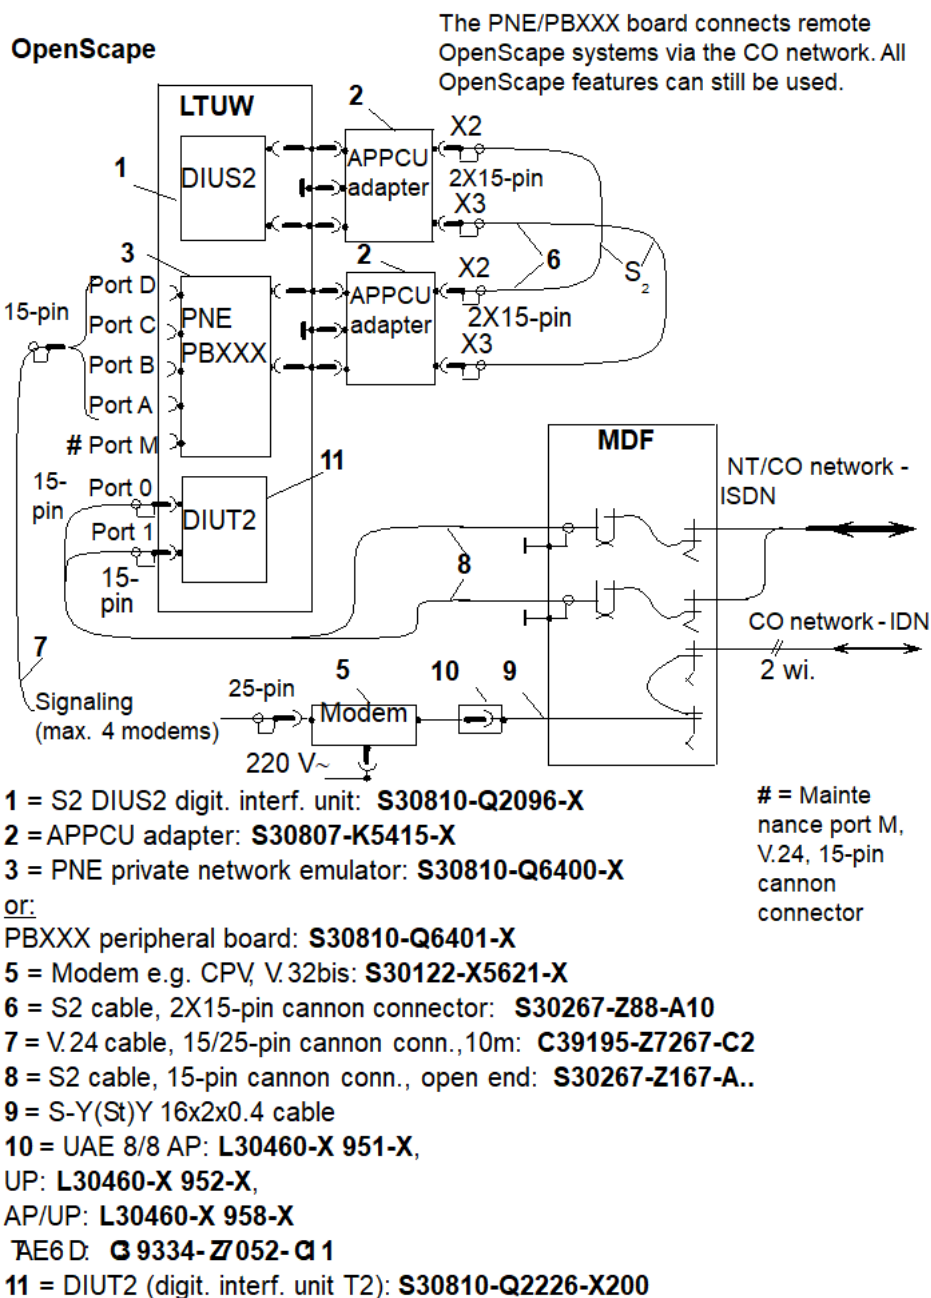 The PNE/PBXXX board connects remote
OpenScape systems via the CO network. All
OpenScape features can still be used.
OpenScape
LTUW
2
X2
APPCU
adapter
DIUS2
1
2X15-pin
X3
3
2
6
X2
S2
Port D
15-pin
PNE
PBXXX
APPCU
adapter
2X15-pin
Port C
X3
Port B
Port A
# Port M
MDF
11
NT/CO network -
ISDN
15-
pin
Port 0
DIUT2
Port 1
8
15-
pin
CO network - IDN
2 wi.
7
5
10
9
25-pin
Signaling
(max. 4 modems)
Modem
220 V~
1 = S2 DIUS2 digit. interf. unit: S30810-Q2096-X
2 = APPCU adapter: S30807-K5415-X
3 = PNE private network emulator: S30810-Q6400-X
or:
PBXXX peripheral board: S30810-Q6401-X
5 = Modem e.g. CPV, V.32bis: S30122-X5621-X
6 = S2 cable, 2X15-pin cannon connector: S30267-Z88-A10
7 = V.24 cable, 15/25-pin cannon conn.,10m: C39195-Z7267-C2
8 = S2 cable, 15-pin cannon conn., open end: S30267-Z167-A..
9 = S-Y(St)Y 16x2x0.4 cable
10 = UAE 8/8 AP: L30460-X 951-X,
UP: L30460-X 952-X,
AP/UP: L30460-X 958-X
TAE6 D: C39334-Z7052-C11
11 = DIUT2 (digit. interf. unit T2): S30810-Q2226-X200
# = Mainte
nance port M,
V.24, 15-pin
cannon
connector